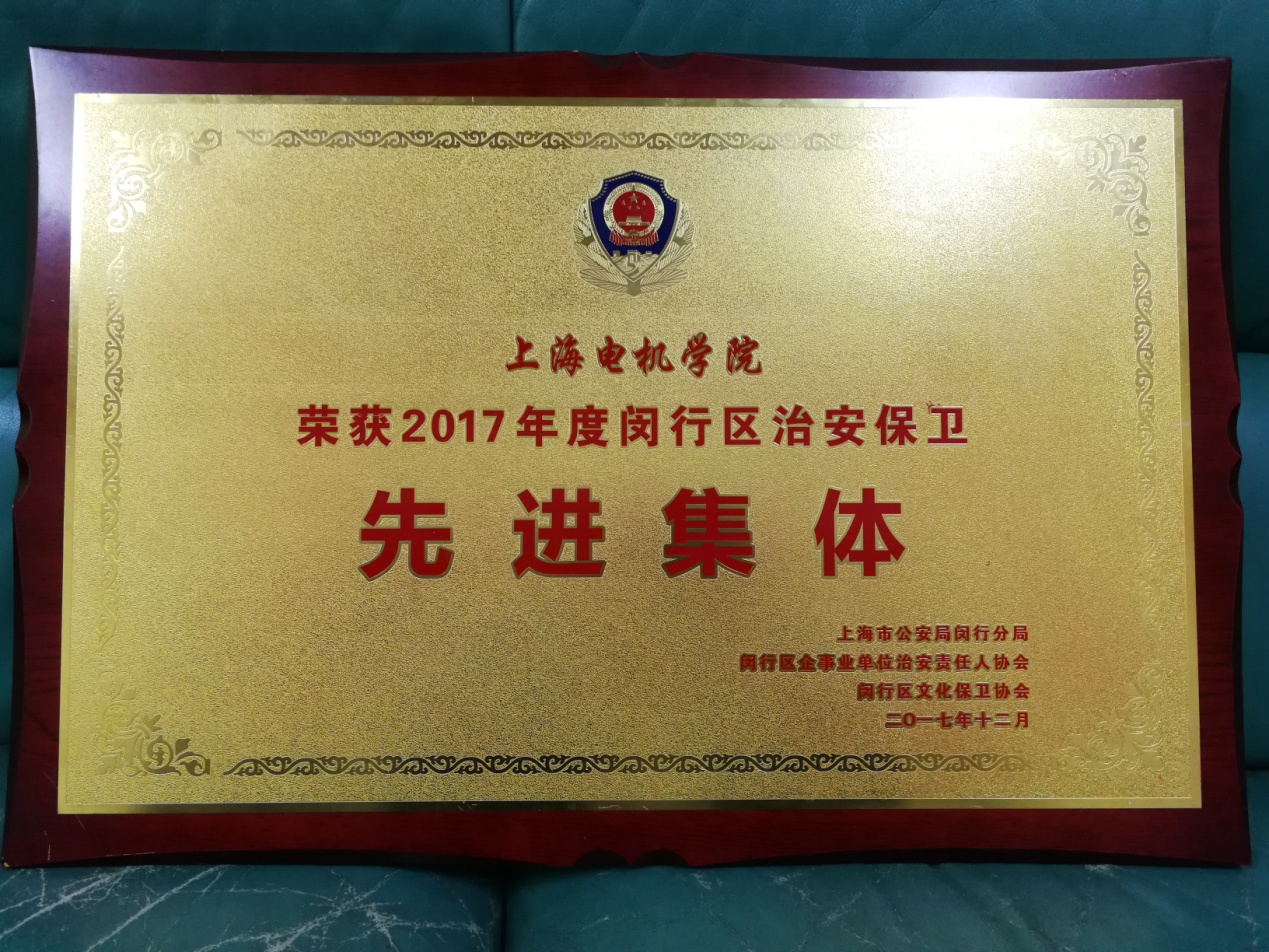 上海电机学院
荣获2017年度闵行区治安保卫
先进集体
上海市公安局闵行分局
闵行区企事业单位治安责任人协会
闵行区文化保卫协会
二〇一七年十二月